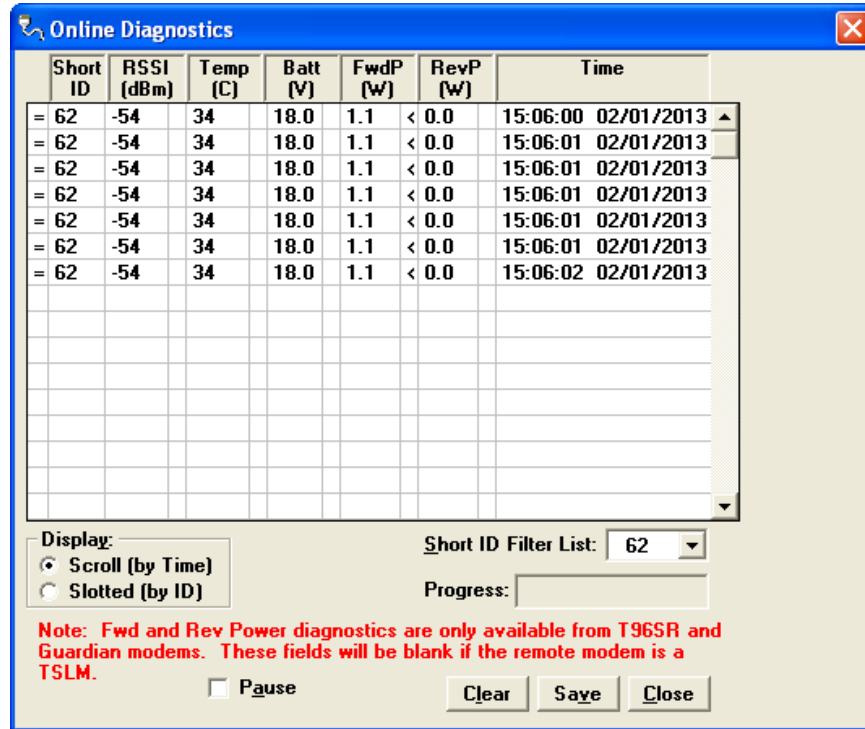 Online Diagnostics
Short ID RSSI (dBm) Temp (C) Batt (V) FwdP (W) RevP (W) Time
= 62 -54 34 18.0 1.1 < 0.0 15:06:00 02/01/2013
= 62 -54 34 18.0 1.1 < 0.0 15:06:01 02/01/2013
= 62 -54 34 18.0 1.1 < 0.0 15:06:01 02/01/2013
= 62 -54 34 18.0 1.1 < 0.0 15:06:01 02/01/2013
= 62 -54 34 18.0 1.1 < 0.0 15:06:01 02/01/2013
= 62 -54 34 18.0 1.1 < 0.0 15:06:01 02/01/2013
= 62 -54 34 18.0 1.1 < 0.0 15:06:02 02/01/2013
Display:
Scroll (by Time)
Slotted (by ID)
Short ID Filter List: 62
Progress:
Note: Fwd and Rev Power diagnostics are only available from T96SR and
Guardian modems. These fields will be blank if the remote modem is a
TSLM.
Pause
Clear Save Close